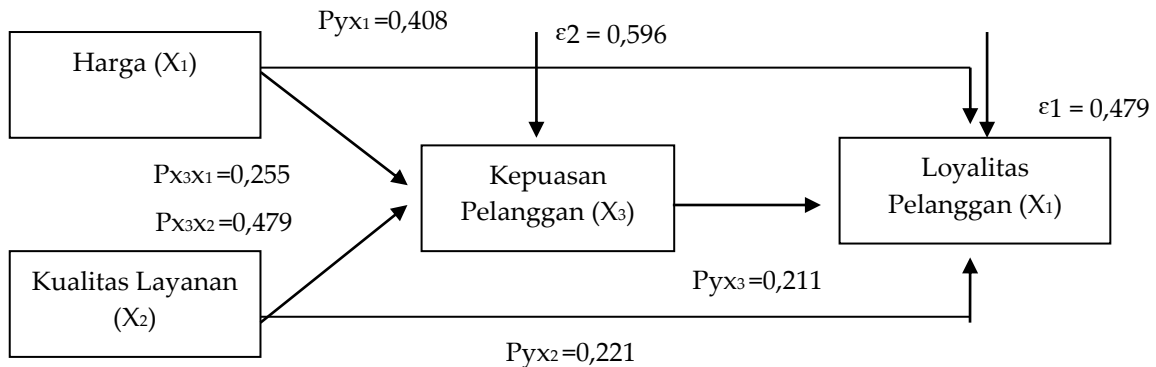 Pyx₁=0,408
ε2 = 0,596
Harga (X₁)
ε1 = 0,479
Px₃x₁=0,255
Px₃x₂=0,479
Kepuasan
Pelanggan (X₃)
Loyalitas
Pelanggan (X₁)
Kualitas Layanan
(X₂)
Pyx₃=0,211
Pyx₂=0,221